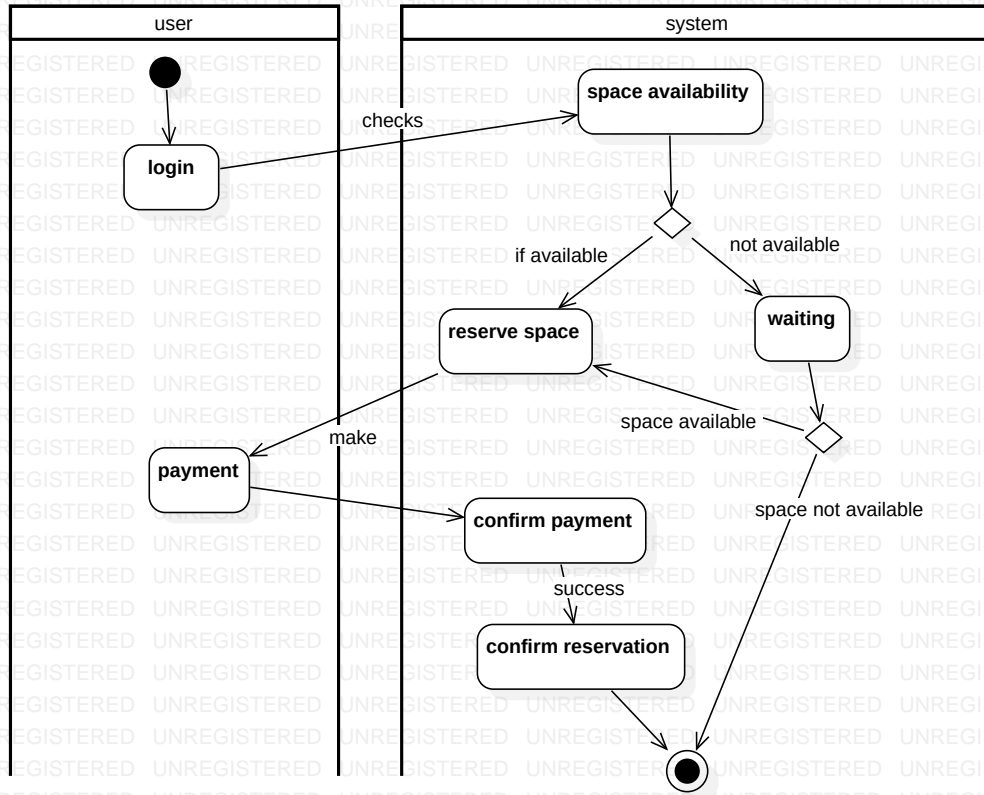 user
system
space availability
checks
login
not available
if available
waiting
reserve space
space available
make
payment
space not available
confirm payment
success
confirm reservation
UNREGISTERED